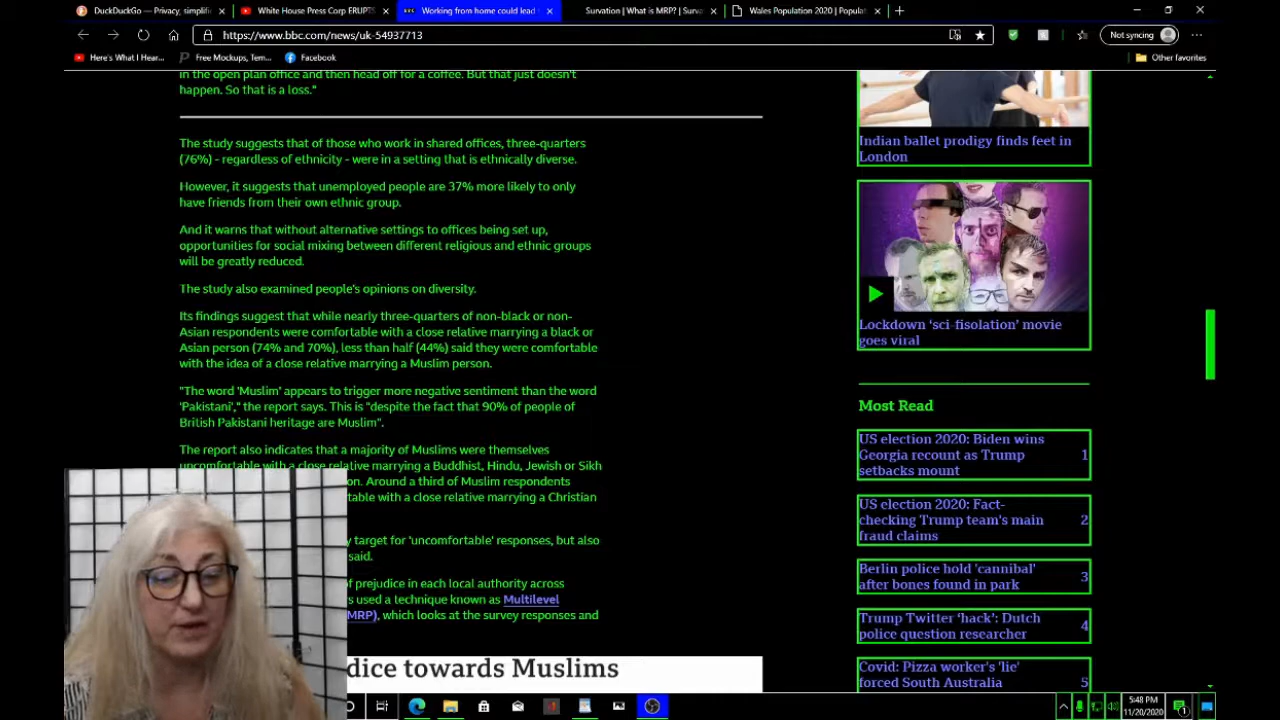 DuckDuckGo — Privacy, simplifi
White House Press Corp ERUPTS
Working from home could lead
Survation | What is MRP? | Surva
Wales Population 2020 | Populat
https://www.bbc.com/news/uk-54937713
Not syncing
Here's What I Hear...
Free Mockups, Tem...
Facebook
Other favorites
in the open plan office and then head off for a coffee. But that just doesn't
happen. So that is a loss."
The study suggests that of those who work in shared offices, three-quarters
(76%) - regardless of ethnicity - were in a setting that is ethnically diverse.
However, it suggests that unemployed people are 37% more likely to only
have friends from their own ethnic group.
And it warns that without alternative settings to offices being set up,
opportunities for social mixing between different religious and ethnic groups
will be greatly reduced.
The study also examined people's opinions on diversity.
Its findings suggest that while nearly three-quarters of non-black or non-
Asian respondents were comfortable with a close relative marrying a black or
Asian person (74% and 70%), less than half (44%) said they were comfortable
with the idea of a close relative marrying a Muslim person.
"The word 'Muslim' appears to trigger more negative sentiment than the word
'Pakistani'," the report says. This is "despite the fact that 90% of people of
British Pakistani heritage are Muslim".
The report also indicates that a majority of Muslims were themselves
uncomfortable with a close relative marrying a Buddhist, Hindu, Jewish or Sikh
on. Around a third of Muslim respondents
table with a close relative marrying a Christian
y target for 'uncomfortable' responses, but also
said.
of prejudice in each local authority across
s used a technique known as Multilevel
MRP), which looks at the survey responses and
dice towards Muslims
Indian ballet prodigy finds feet in
London
Lockdown 'sci-fisolation' movie
goes viral
Most Read
US election 2020: Biden wins
Georgia recount as Trump
setbacks mount
1
US election 2020: Fact-
checking Trump team's main
fraud claims
2
Berlin police hold 'cannibal'
after bones found in park
3
Trump Twitter 'hack': Dutch
police question researcher
4
Covid: Pizza worker's 'lie'
forced South Australia
5
5:48 PM
11/20/2020
1